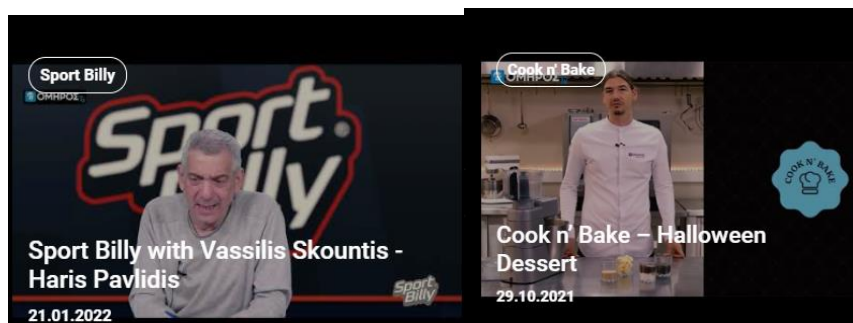 Sport Billy
ΟΜΗΡΟΣ
Sport
Billy
Sport Billy with Vassilis Skountis -
Haris Pavlidis
Sport
Billy
21.01.2022
Cook n' Bake
ΟΜΗΡΟΣ
COOK N' BAKE
Cook n' Bake – Halloween
Dessert
29.10.2021